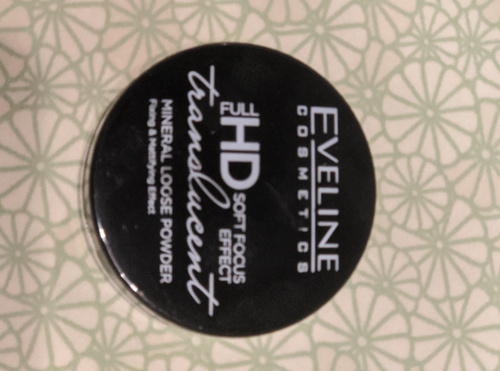 EVELINE
COSMETICS
FULL HD SOFT FOCUS
EFFECT
translucent
MINERAL LOOSE POWDER
Fixing & Mattifying Effect